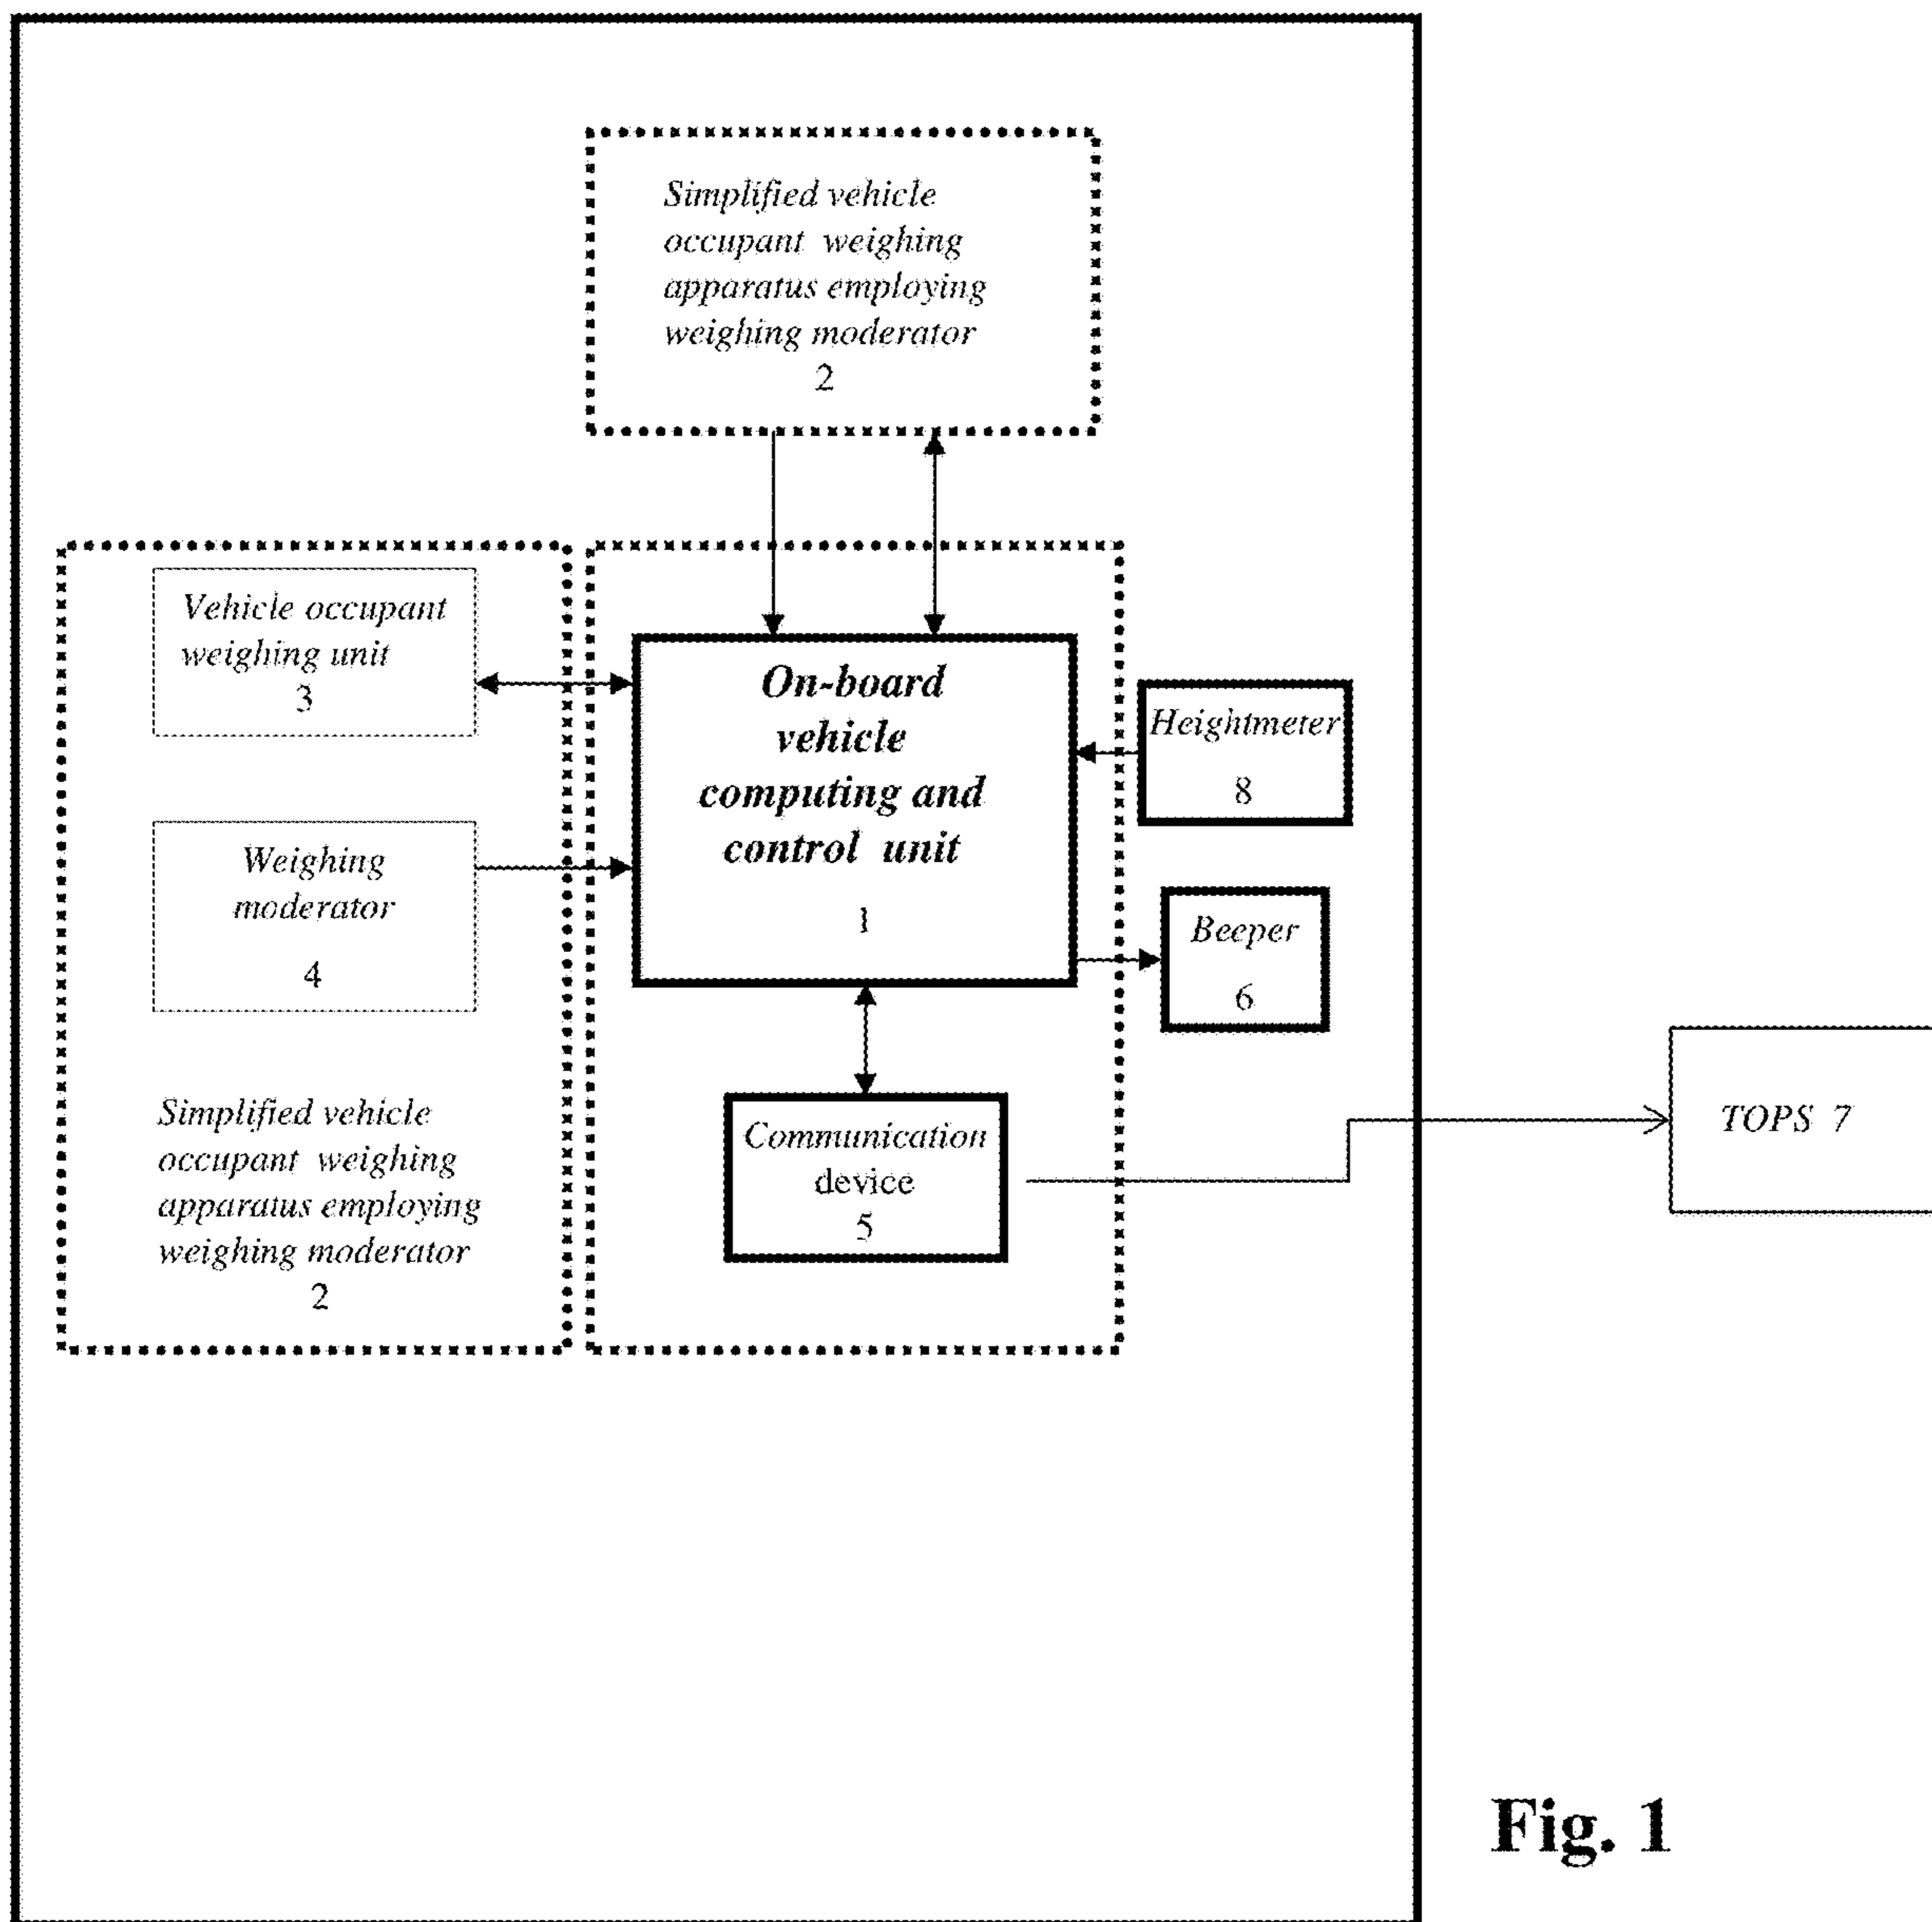 Simplified vehicle
occupant weighing
apparatus employing
weighing moderator
2
Vehicle occupant
weighing unit
3
Weighing
moderator
4
Simplified vehicle
occupant weighing
apparatus employing
weighing moderator
2
On-board
vehicle
computing and
control unit
1
Heightmeter
8
Beeper
6
Communication
device
5
TOPS 7
Fig. 1